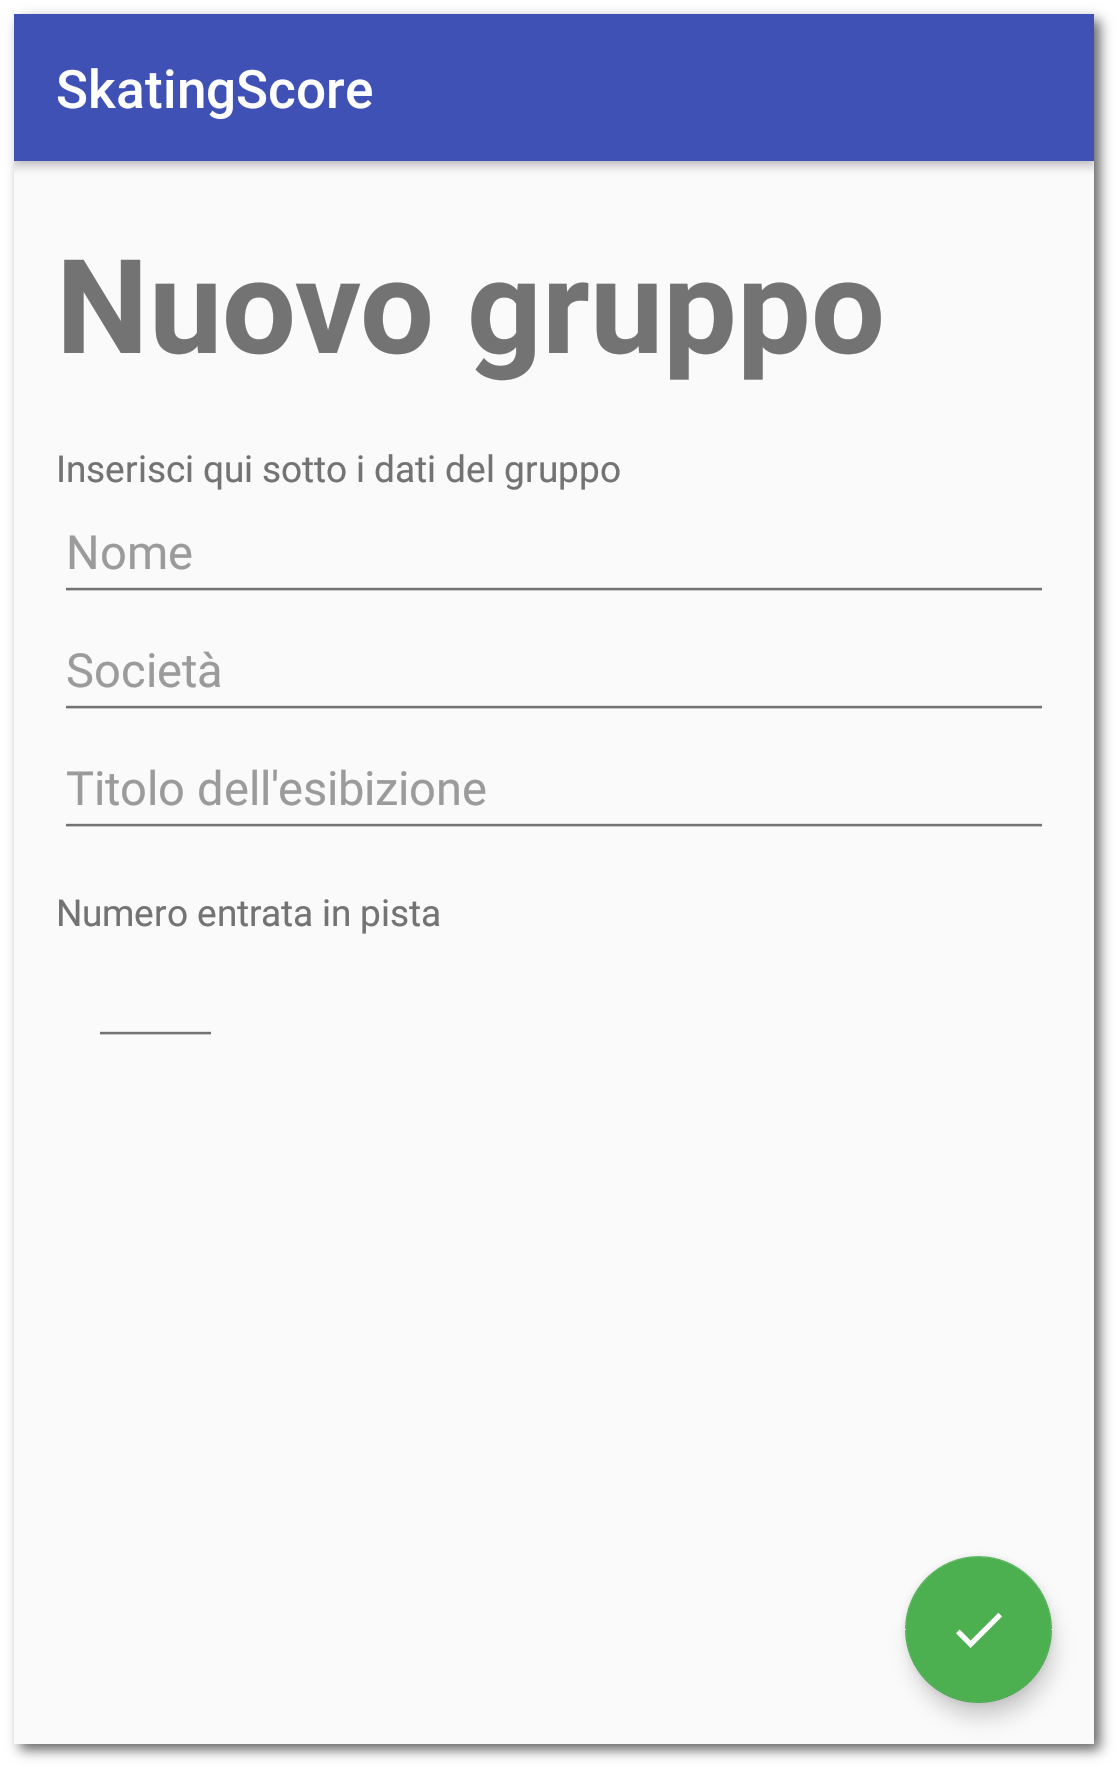 SkatingScore
Nuovo gruppo
Inserisci qui sotto i dati del gruppo
Nome
Società
Titolo dell'esibizione
Numero entrata in pista